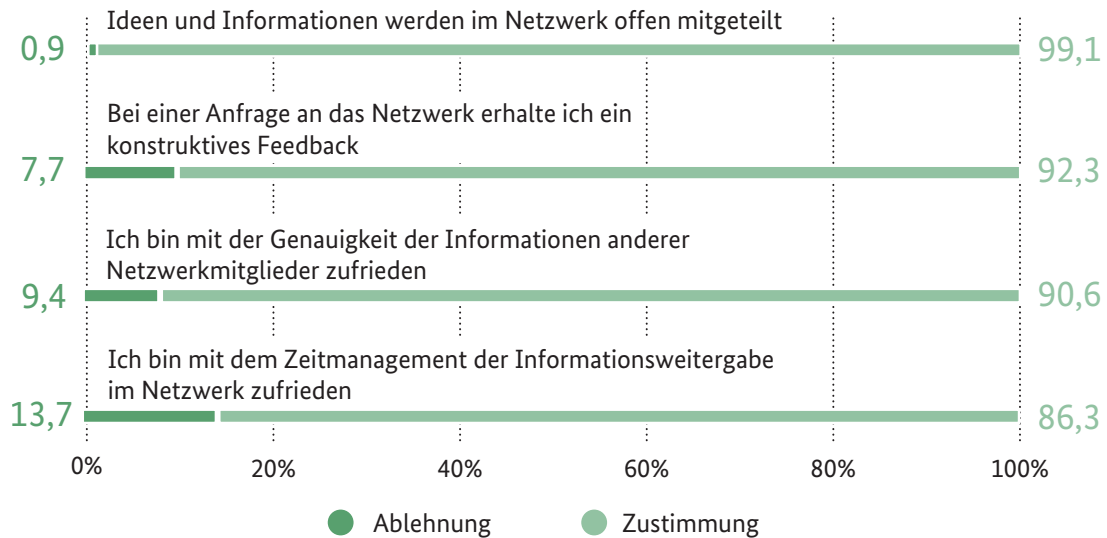 Ideen und Informationen werden im Netzwerk offen mitgeteilt
0,9 99,1
Bei einer Anfrage an das Netzwerk erhalte ich ein
konstruktives Feedback
7,7 92,3
Ich bin mit der Genauigkeit der Informationen anderer
Netzwerkmitglieder zufrieden
9,4 90,6
Ich bin mit dem Zeitmanagement der Informationsweitergabe
im Netzwerk zufrieden
13,7 86,3
0% 20% 40% 60% 80% 100%
Ablehnung Zustimmung